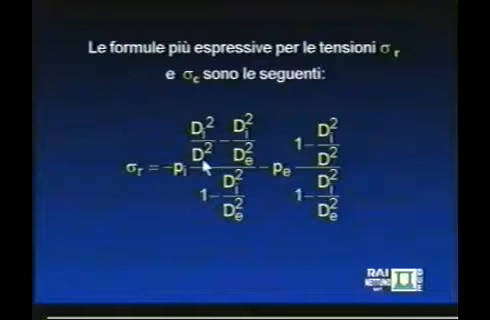 Le formule più espressive per le tensioni σ r
e σc sono le seguenti:
σr = -pi (Di²/D² - Di²/De²)/(1 - Di²/De²) - pe (1 - Di²/D²)/(1 - Di²/De²)
RAI